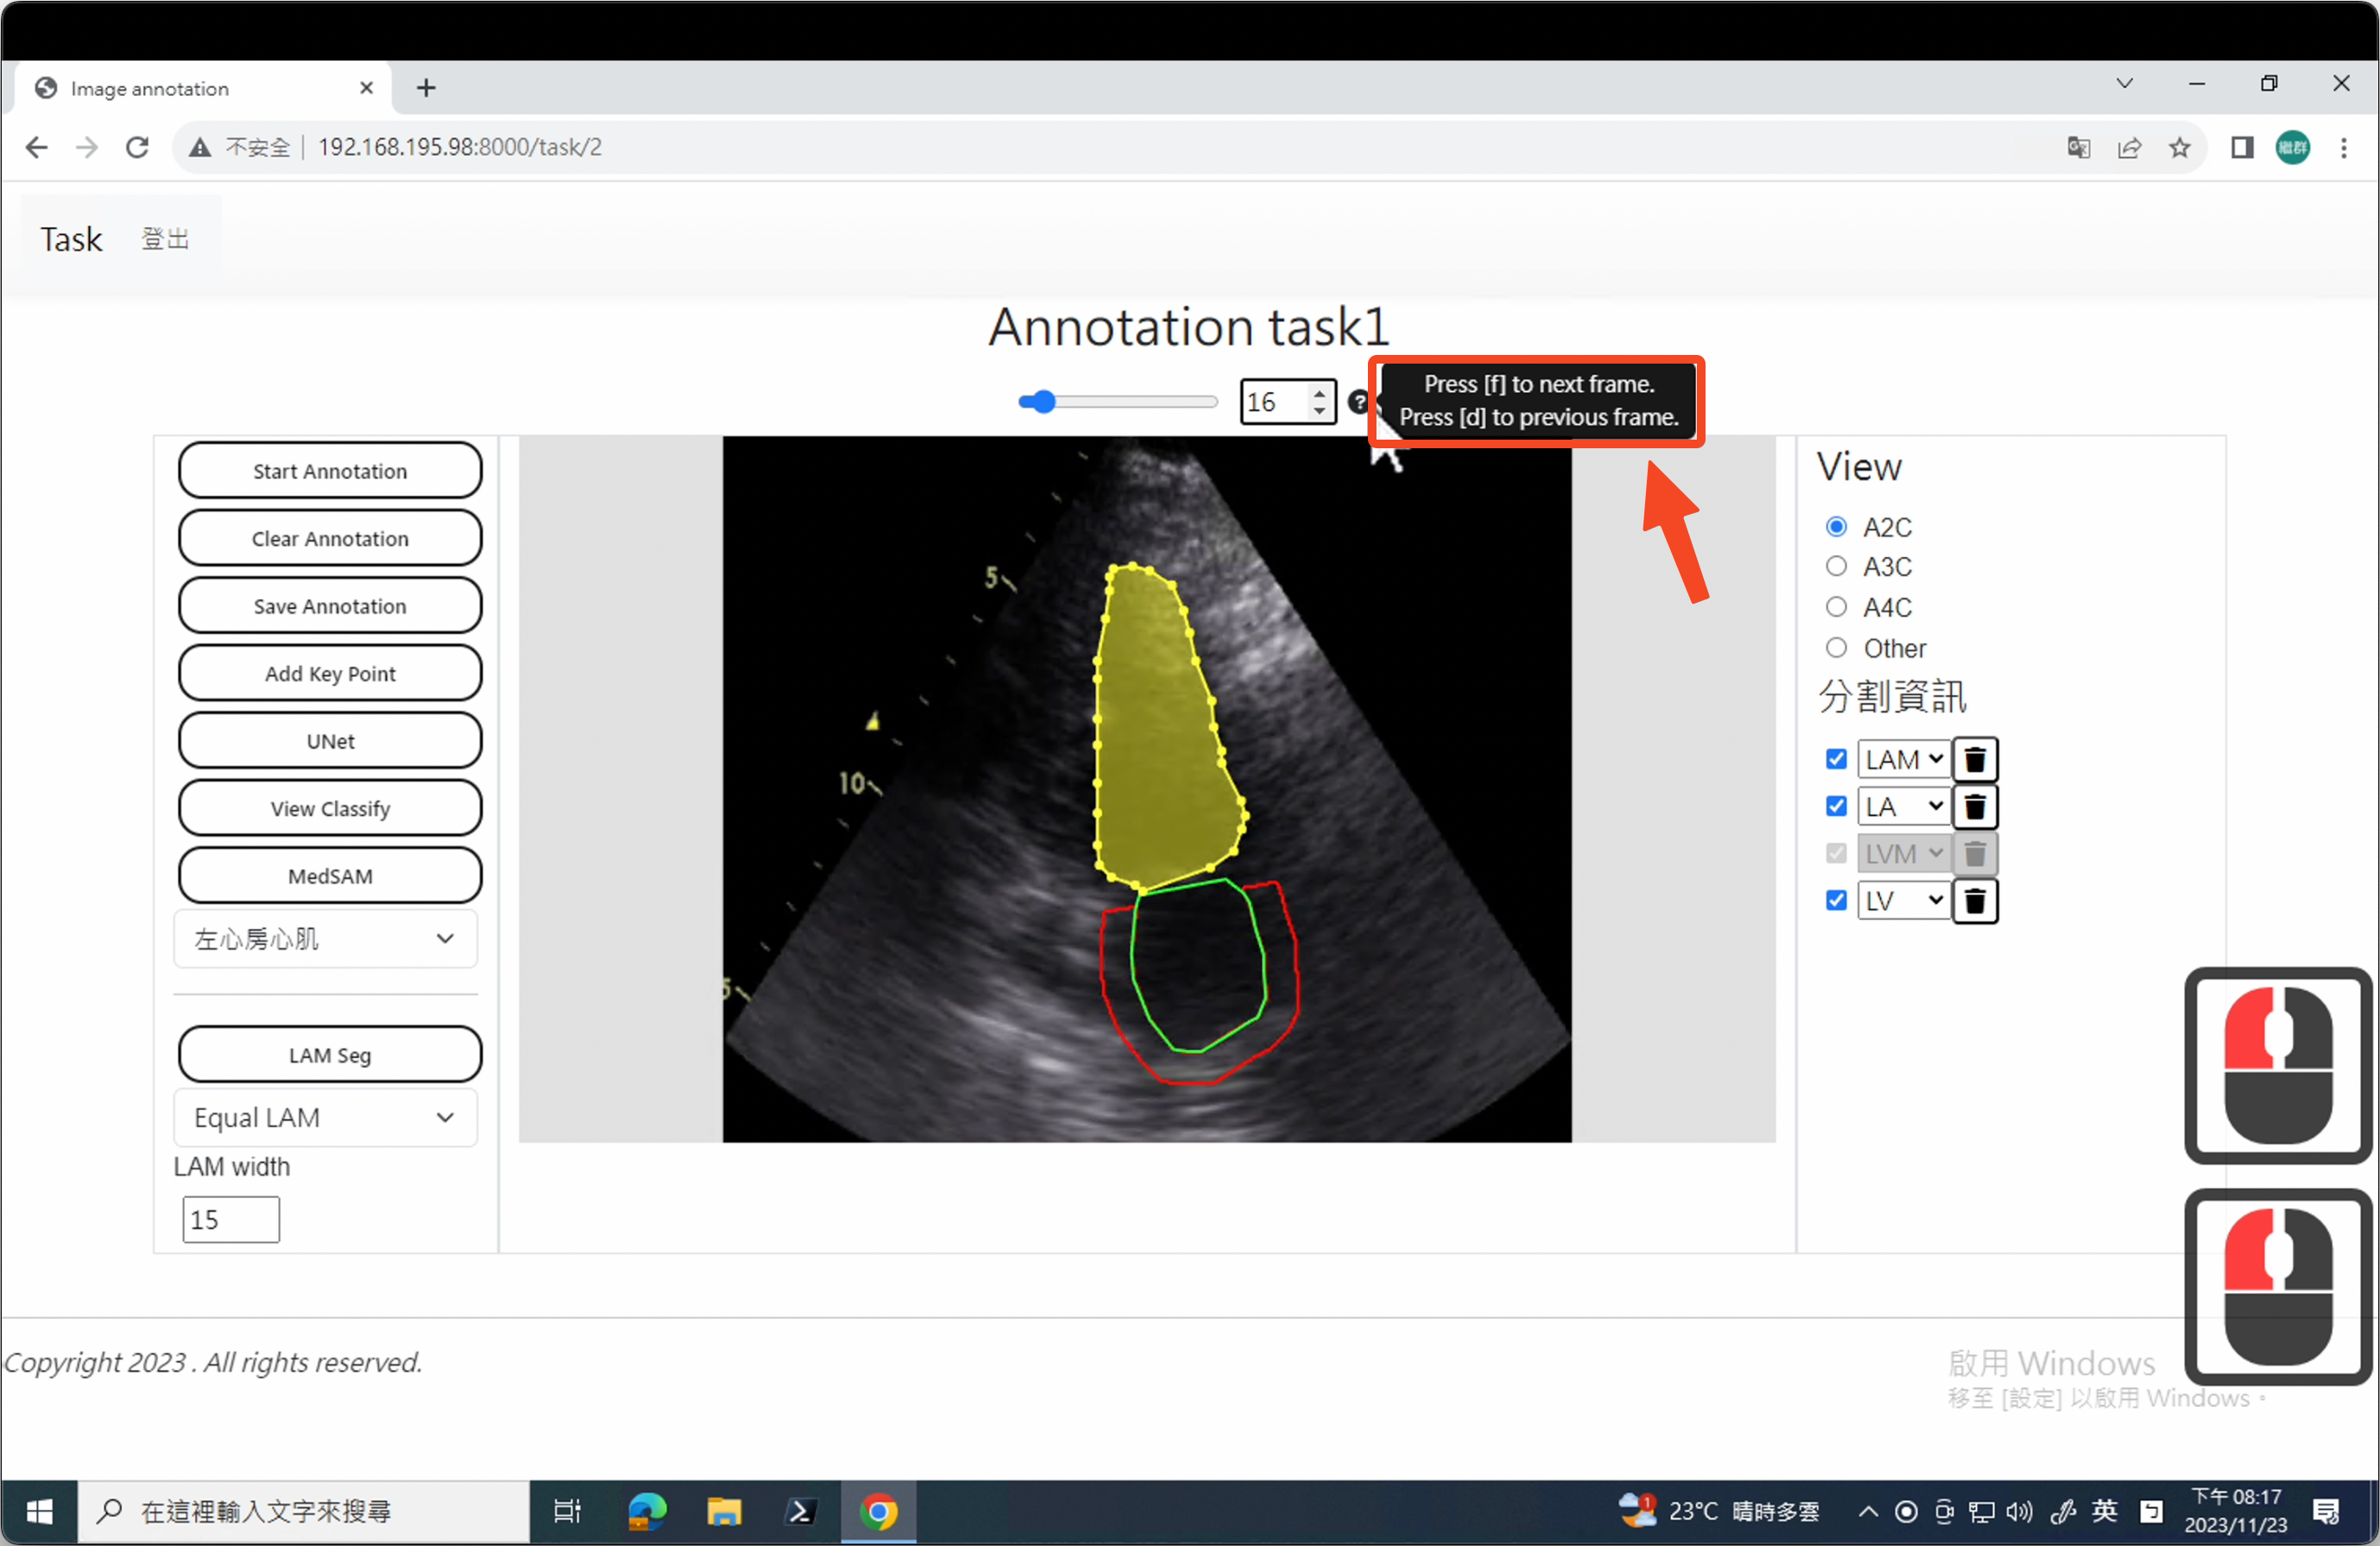 Image annotation
不安全 192.168.195.98:8000/task/2
繼群
Task 登出
Annotation task1
16
?
Press [f] to next frame.
Press [d] to previous frame.
Start Annotation
Clear Annotation
Save Annotation
Add Key Point
UNet
View Classify
MedSAM
左心房心肌
LAM Seg
Equal LAM
LAM width
15
5
10
5
View
A2C
A3C
A4C
Other
分割資訊
LAM
LA
LVM
LV
Copyright 2023 . All rights reserved.
啟用 Windows
移至 [設定] 以啟用 Windows。
在這裡輸入文字來搜尋
1
23°C 晴時多雲
英
ㄅ
下午 08:17
2023/11/23